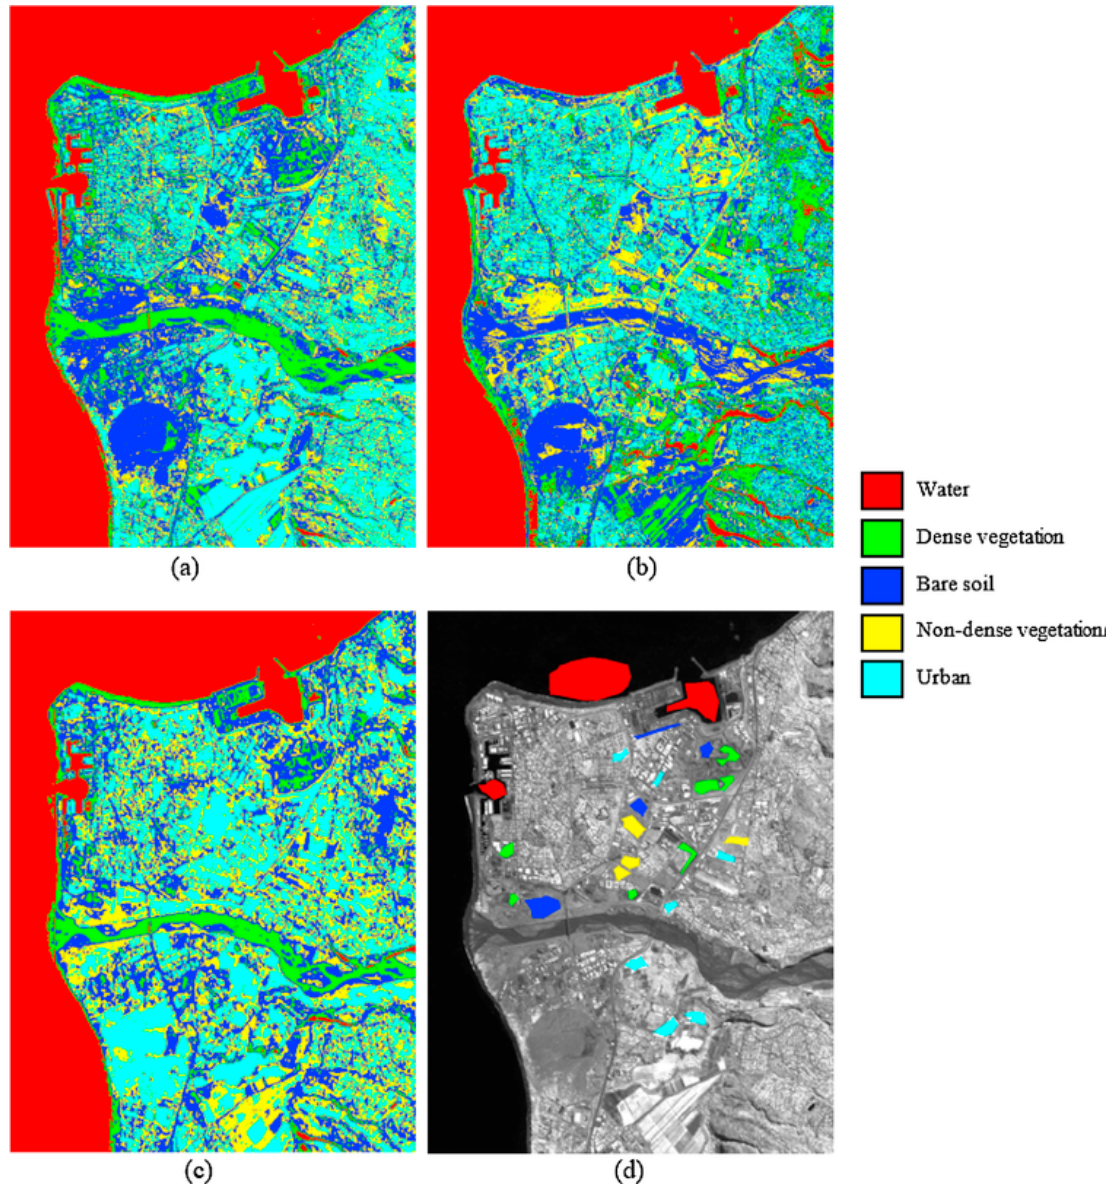 (a)
(b)
Water
Dense vegetation
Bare soil
Non-dense vegetation
Urban
(c)
(d)